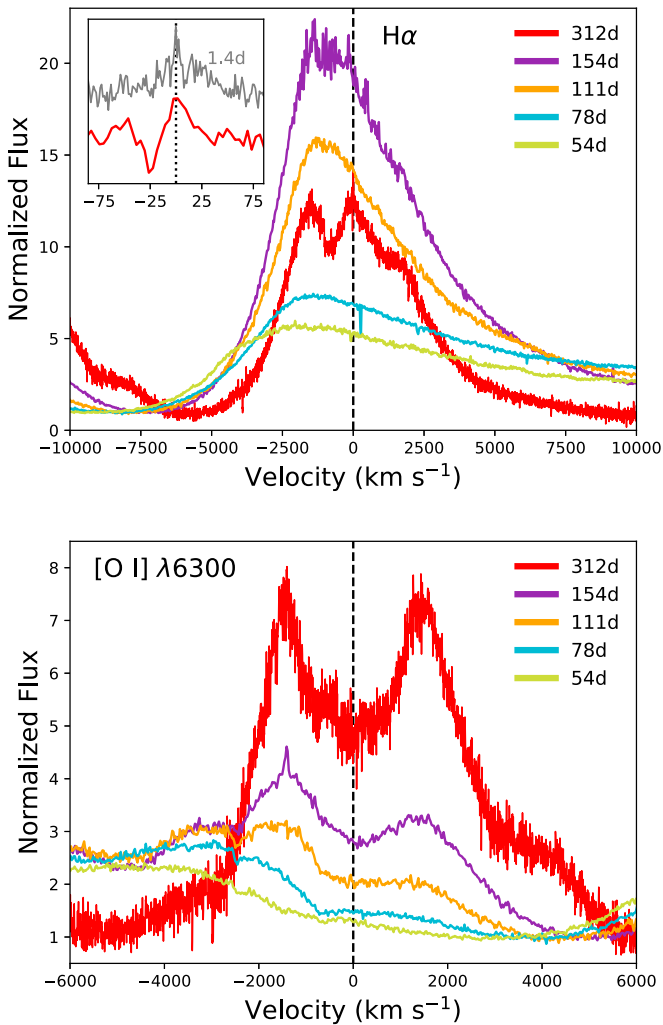 Hα
1.4d
−75 −25 25 75
312d
154d
111d
78d
54d
Normalized Flux
0 5 10 15 20
−10000 −7500 −5000 −2500 0 2500 5000 7500 10000
Velocity (km s⁻¹)
[O I] λ6300
312d
154d
111d
78d
54d
Normalized Flux
1 2 3 4 5 6 7 8
−6000 −4000 −2000 0 2000 4000 6000
Velocity (km s⁻¹)